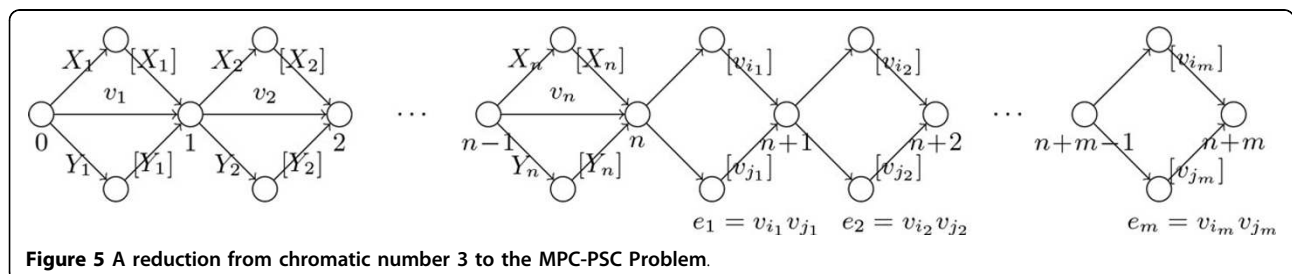 X₁ [X₁] X₂ [X₂] Xₙ [Xₙ] [vᵢ₁] [vᵢ₂] [vᵢₘ]
v₁ v₂ ⋯ vₙ ⋯
0 1 2 n−1 n n+1 n+2 n+m−1 n+m
Y₁ [Y₁] Y₂ [Y₂] Yₙ [Yₙ] [vⱼ₁] [vⱼ₂] [vⱼₘ]
e₁ = vᵢ₁vⱼ₁ e₂ = vᵢ₂vⱼ₂ eₘ = vᵢₘvⱼₘ
Figure 5 A reduction from chromatic number 3 to the MPC-PSC Problem.